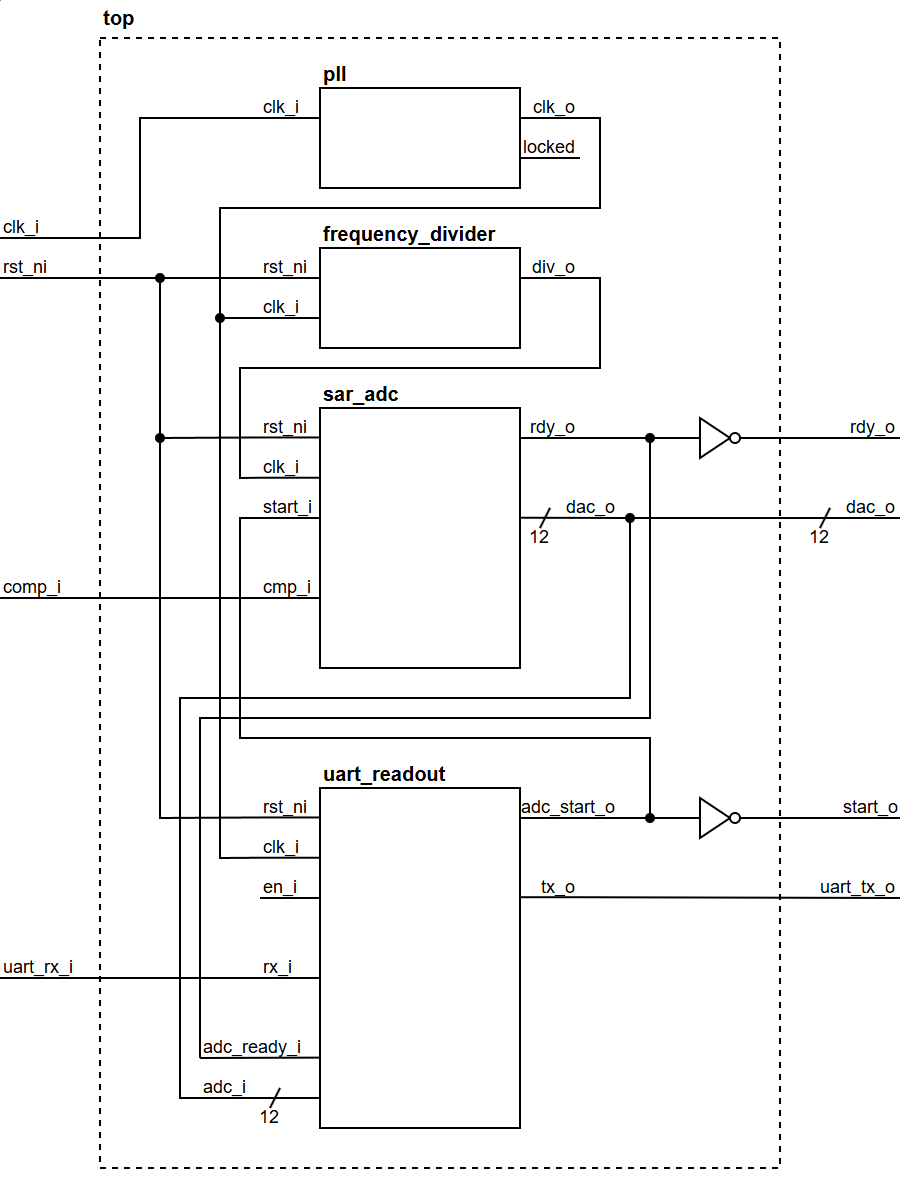 top
pll
clk_i
clk_o
locked
clk_i
frequency_divider
rst_ni
rst_ni
div_o
clk_i
sar_adc
rst_ni
rdy_o
rdy_o
clk_i
start_i
dac_o
dac_o
12
12
comp_i
cmp_i
uart_readout
rst_ni
adc_start_o
start_o
clk_i
en_i
tx_o
uart_tx_o
uart_rx_i
rx_i
adc_ready_i
adc_i
12